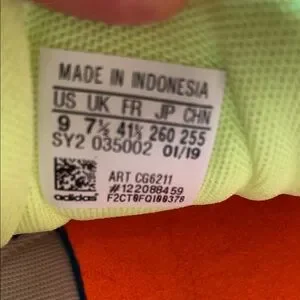 MADE IN INDONESIA
US UK FR JP CHN
9 7½ 41⅓ 260 255
SY2 035002 01/19
ART CG6211
#122088459
adidas F2CT0FQI00378